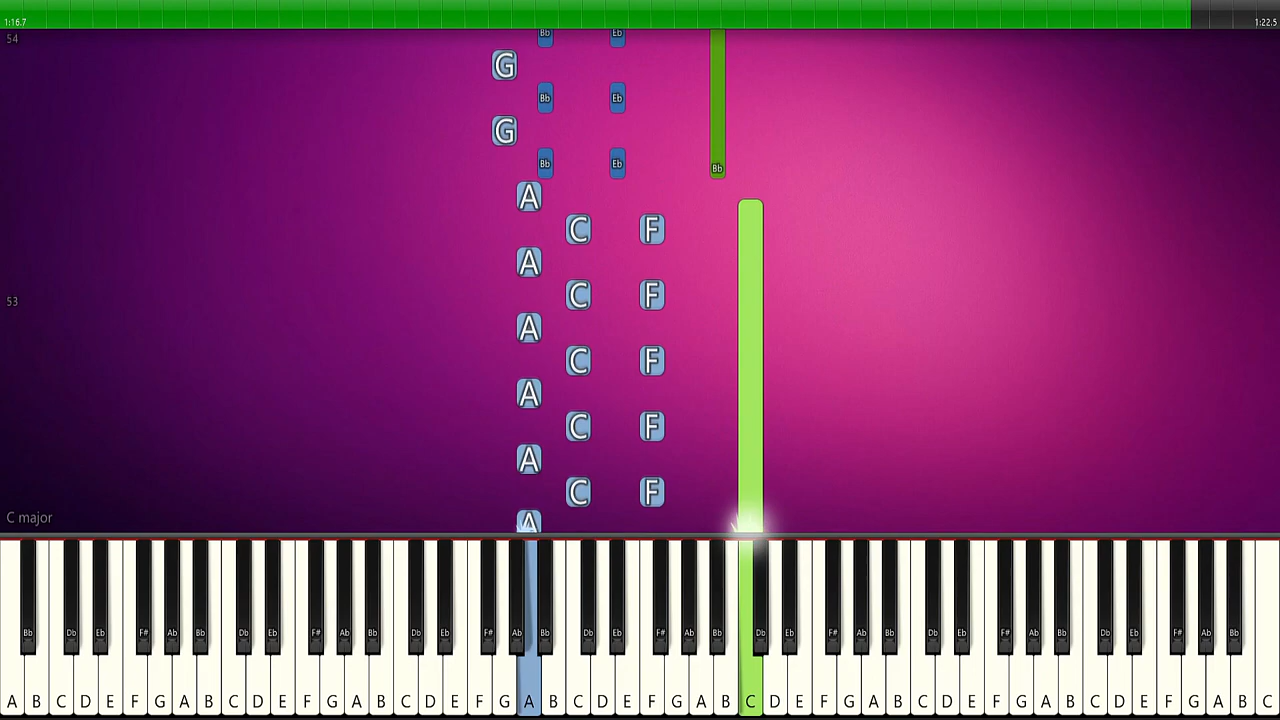 1:16.7 1:22.5
54
Bb Eb
G
Bb Eb
G
Bb Eb Bb
A
C F
A
C F
53
A
C F
A
C F
A
C F
C major
A
Bb Db Eb F# Ab Bb Db Eb F# Ab Bb Db Eb F# Ab Bb Db Eb F# Ab Bb Db Eb F# Ab Bb Db Eb F# Ab Bb Db Eb F# Ab Bb
A B C D E F G A B C D E F G A B C D E F G A B C D E F G A B C D E F G A B C D E F G A B C D E F G A B C